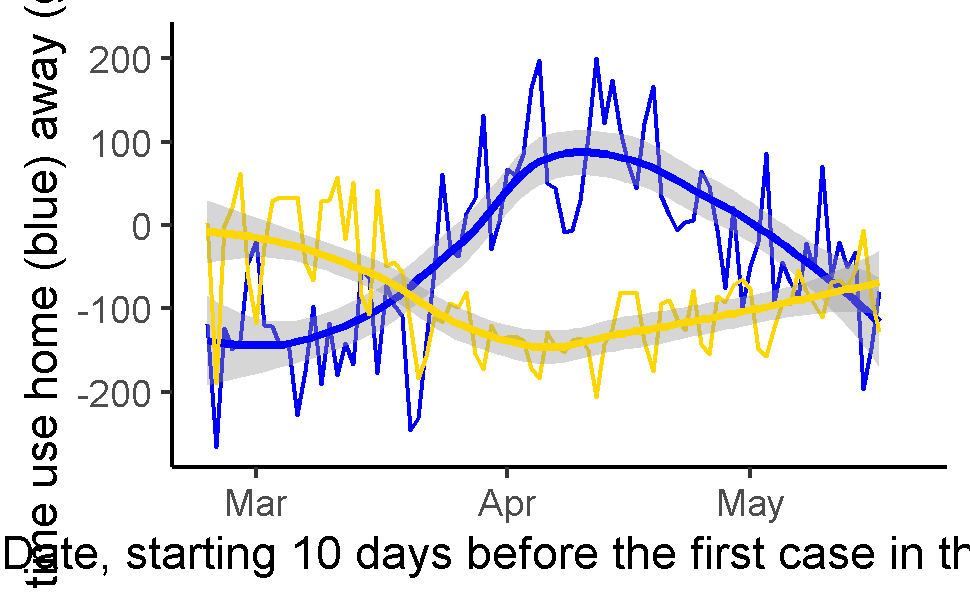 time use home (blue) away (
200
100
0
-100
-200
Mar Apr May
Date, starting 10 days before the first case in th